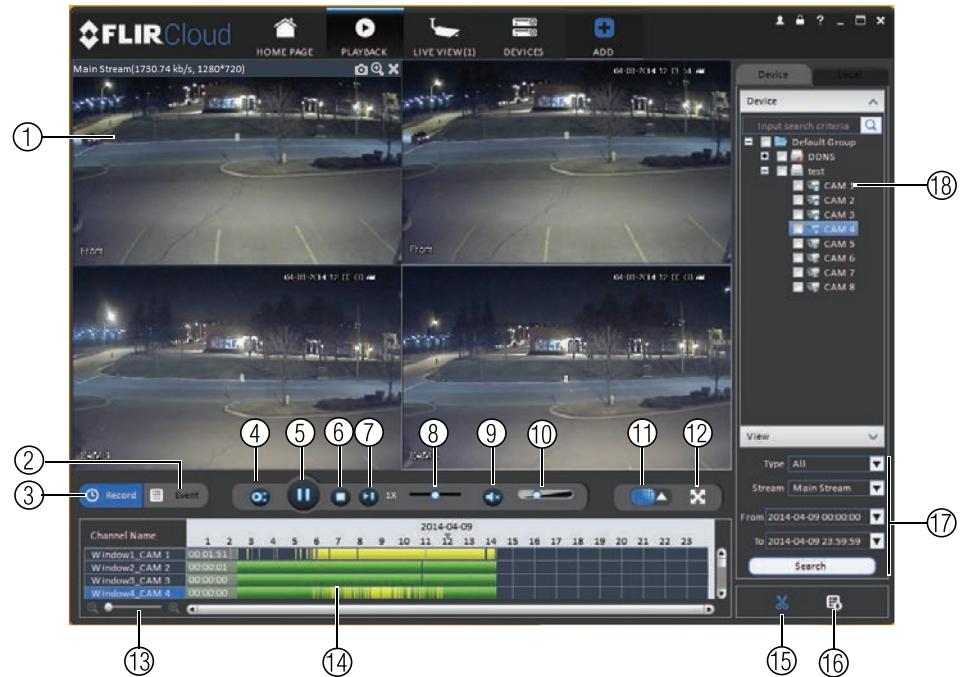 FLIR Cloud
HOME PAGE PLAYBACK LIVE VIEW(1) DEVICES ADD
?
Main Stream(1730.74 kb/s, 1280*720)
Device Local
Device
Input search criteria
Default Group
DDNS
test
CAM 1
CAM 2
CAM 3
CAM 4
CAM 5
CAM 6
CAM 7
CAM 8
1
18
Front
Front
4 5 6 7 8 9 10 11 12
View
2
3
Record Event
1X
Type All
Stream Main Stream
From 2014-04-09 00:00:00
To 2014-04-09 23:59:59
Search
17
2014-04-09
Channel Name 1 2 3 4 5 6 7 8 9 10 11 12 13 14 15 16 17 18 19 20 21 22 23
Window1_CAM 1 00:01:51
Window2_CAM 2 00:00:01
Window3_CAM 3 00:00:00
Window4_CAM 4 00:00:00
13 14 15 16